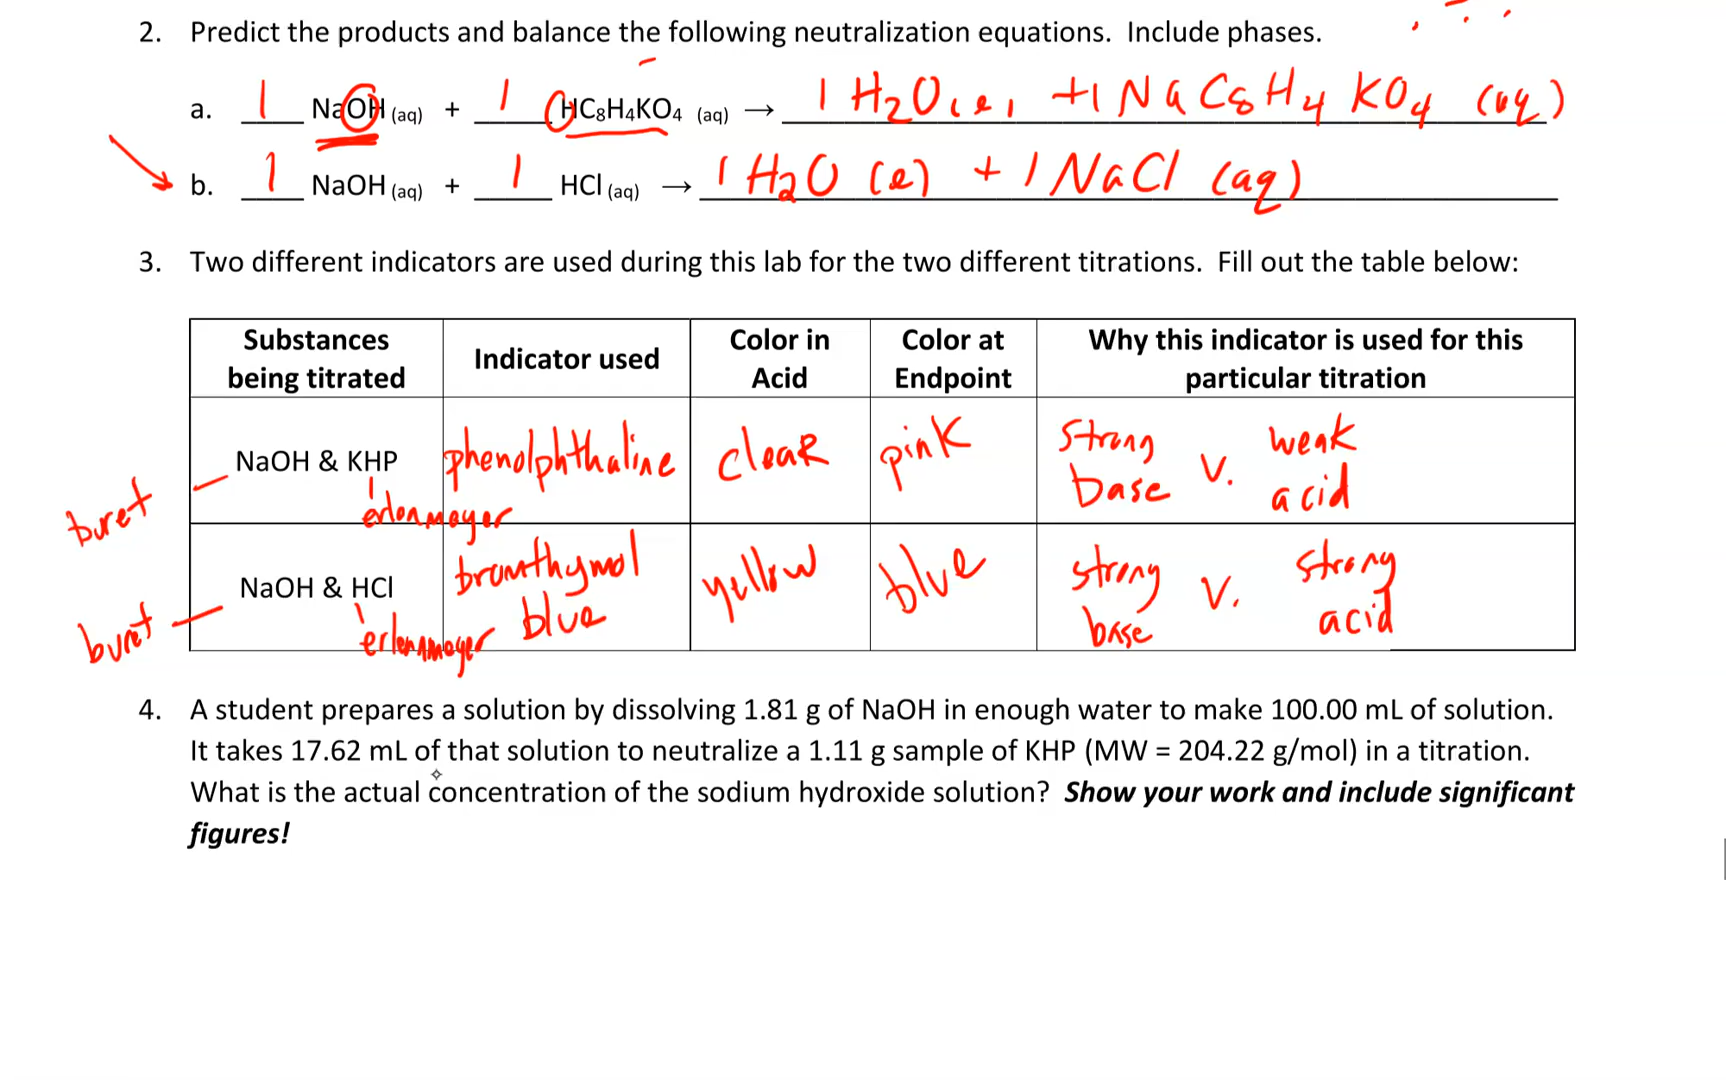 2. Predict the products and balance the following neutralization equations. Include phases.
a. 1 NaOH (aq) + 1 HC₈H₄KO₄ (aq) → 1 H₂O (l) + 1 NaC₈H₄KO₄ (aq)
b. 1 NaOH (aq) + 1 HCl (aq) → 1 H₂O (l) + 1 NaCl (aq)
3. Two different indicators are used during this lab for the two different titrations. Fill out the table below:
Substances being titrated | Indicator used | Color in Acid | Color at Endpoint | Why this indicator is used for this particular titration
buret NaOH & KHP erlenmeyer | phenolphthaline | clear | pink | strong base v. weak acid
buret NaOH & HCl erlenmeyer | bromthymol blue | yellow | blue | strong base v. strong acid
4. A student prepares a solution by dissolving 1.81 g of NaOH in enough water to make 100.00 mL of solution.
It takes 17.62 mL of that solution to neutralize a 1.11 g sample of KHP (MW = 204.22 g/mol) in a titration.
What is the actual concentration of the sodium hydroxide solution? Show your work and include significant
figures!